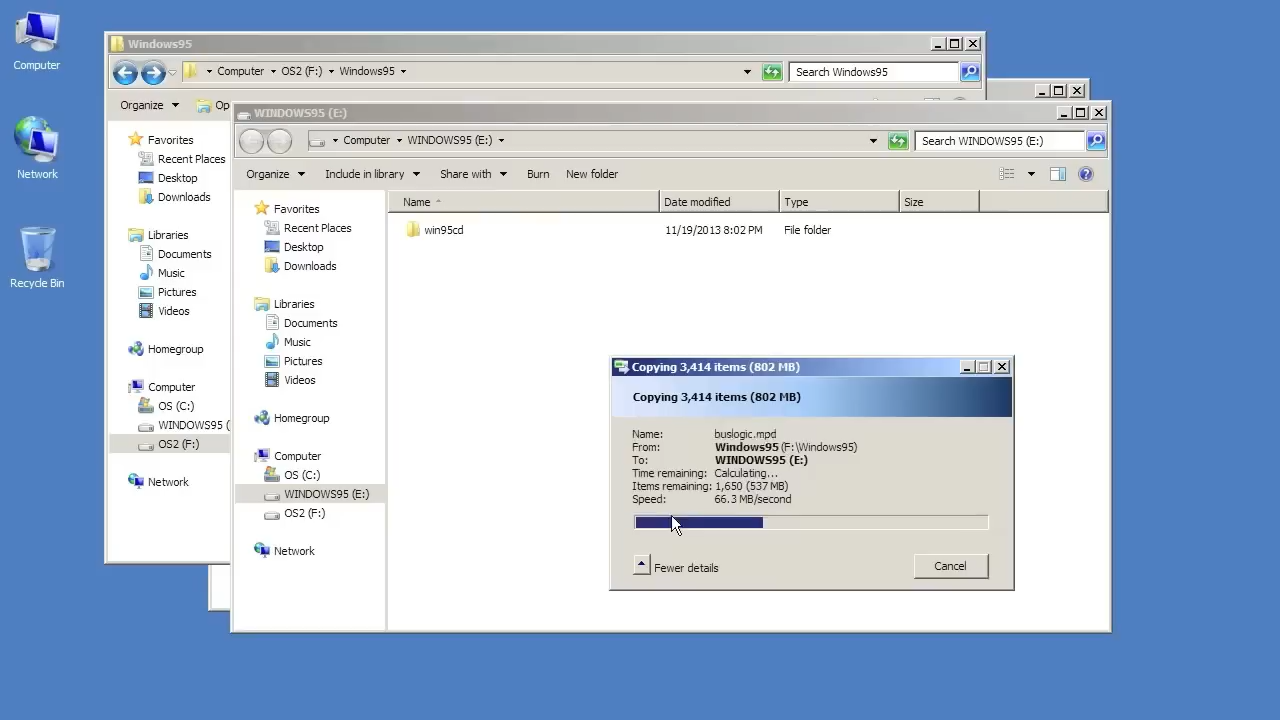 Computer
Network
Recycle Bin
Windows95
Computer OS2 (F:) Windows95
Search Windows95
Organize Op
Favorites
Recent Places
Desktop
Downloads
Libraries
Documents
Music
Pictures
Videos
Homegroup
Computer
OS (C:)
WINDOWS95 (
OS2 (F:)
Network
WINDOWS95 (E:)
Computer WINDOWS95 (E:)
Search WINDOWS95 (E:)
Organize Include in library Share with Burn New folder
Favorites
Recent Places
Desktop
Downloads
Libraries
Documents
Music
Pictures
Videos
Homegroup
Computer
OS (C:)
WINDOWS95 (E:)
OS2 (F:)
Network
Name Date modified Type Size
win95cd 11/19/2013 8:02 PM File folder
Copying 3,414 items (802 MB)
Copying 3,414 items (802 MB)
Name: buslogic.mpd
From: Windows95 (F:\Windows95)
To: WINDOWS95 (E:)
Time remaining: Calculating...
Items remaining: 1,650 (537 MB)
Speed: 66.3 MB/second
Fewer details
Cancel